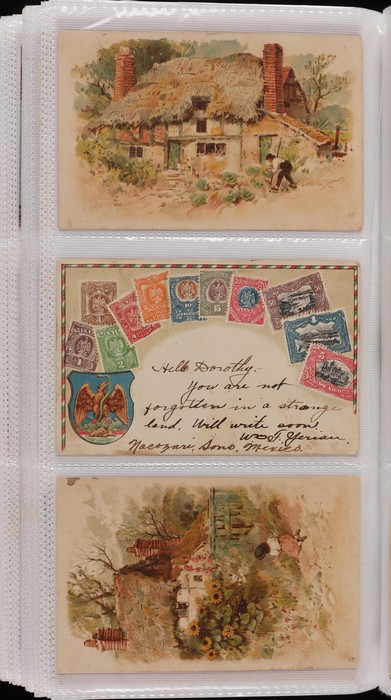 Hello Dorothy.
You are not
forgotten in a strange
land. Will write soon.
Nacozari, Sono, Mexico.